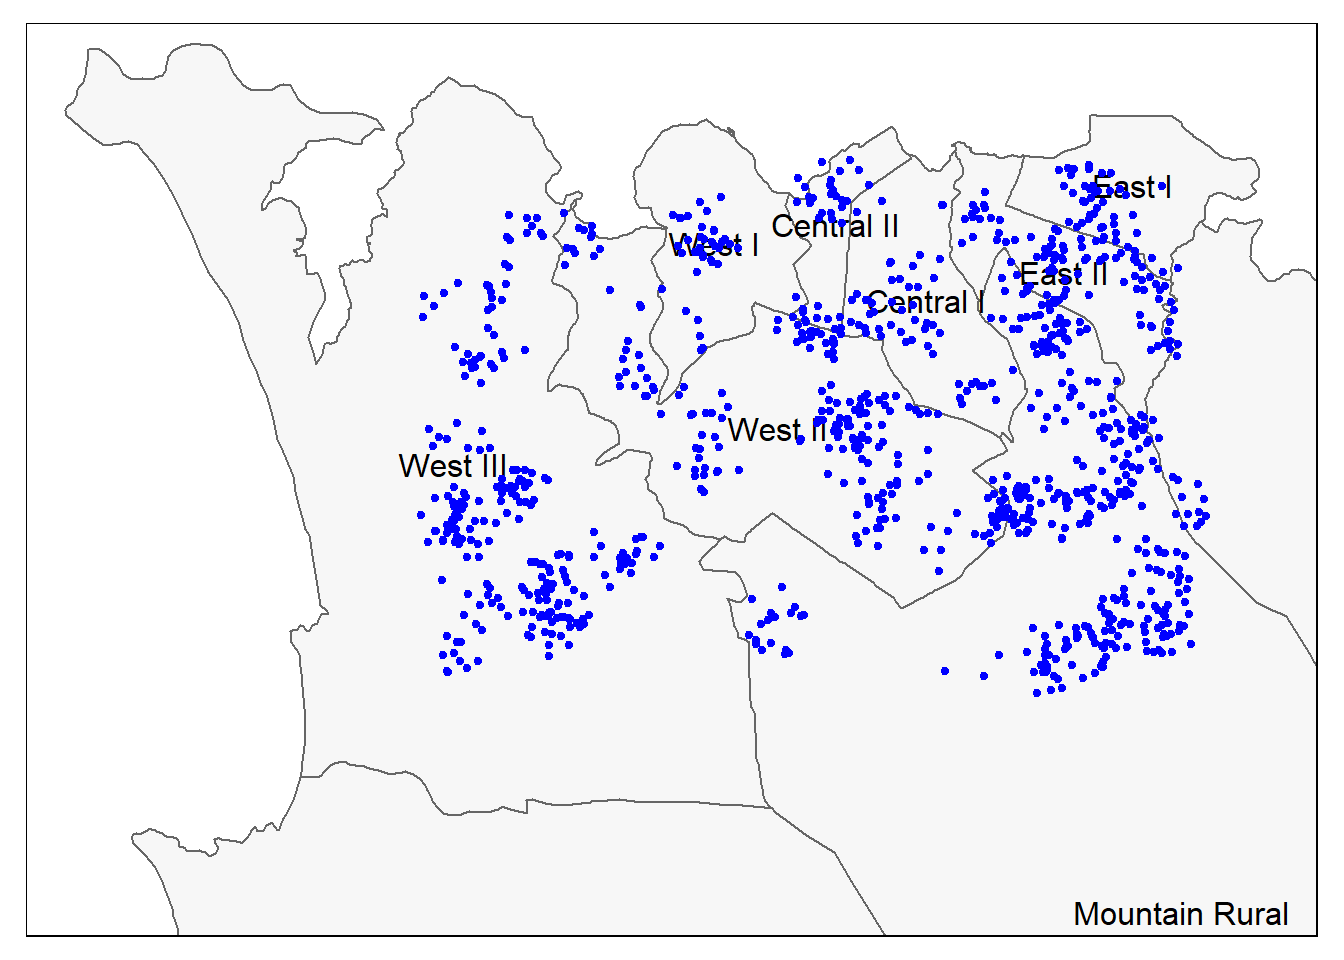 East I
Central II
West I
East II
Central I
West II
West III
Mountain Rural